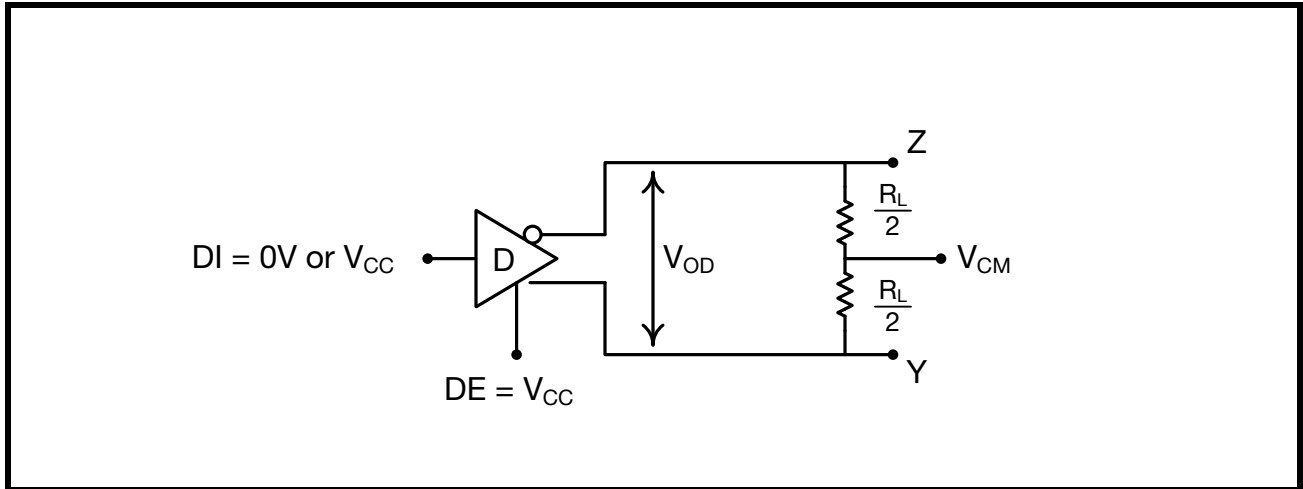 Z
R_L/2
DI = 0V or V_CC
D
V_OD
V_CM
R_L/2
Y
DE = V_CC